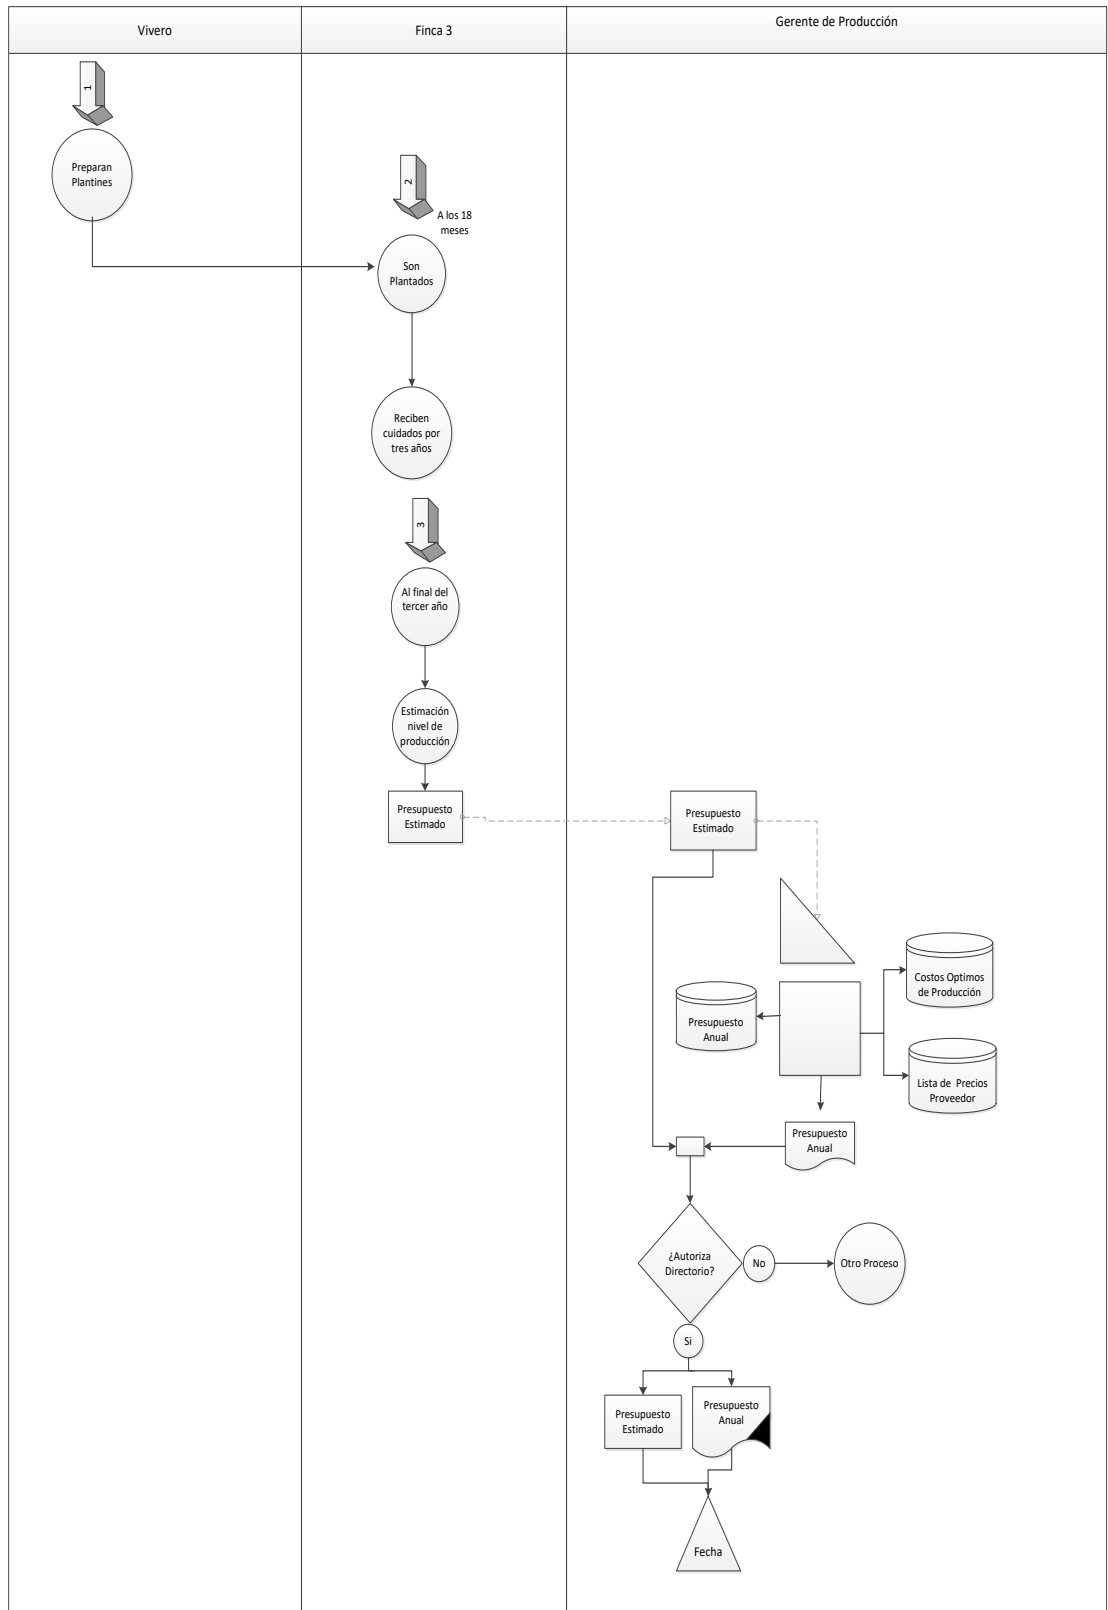 Vivero
Finca 3
Gerente de Producción
1
Preparan
Plantines
2
A los 18
meses
Son
Plantados
Reciben
cuidados por
tres años
3
Al final del
tercer año
Estimación
nivel de
producción
Presupuesto
Estimado
Presupuesto
Estimado
Costos Optimos
de Producción
Presupuesto
Anual
Lista de Precios
Proveedor
Presupuesto
Anual
¿Autoriza
Directorio?
No
Otro Proceso
Si
Presupuesto
Estimado
Presupuesto
Anual
Fecha